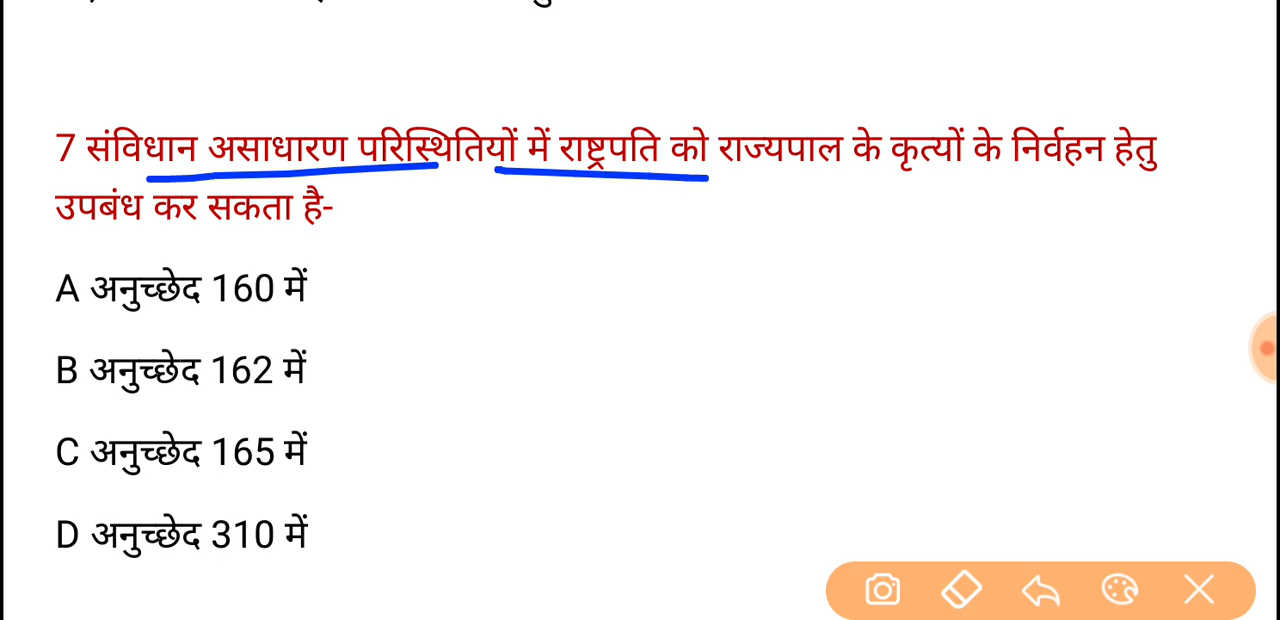 7 संविधान असाधारण परिस्थितियों में राष्ट्रपति को राज्यपाल के कृत्यों के निर्वहन हेतु
उपबंध कर सकता है-
A अनुच्छेद 160 में
B अनुच्छेद 162 में
C अनुच्छेद 165 में
D अनुच्छेद 310 में